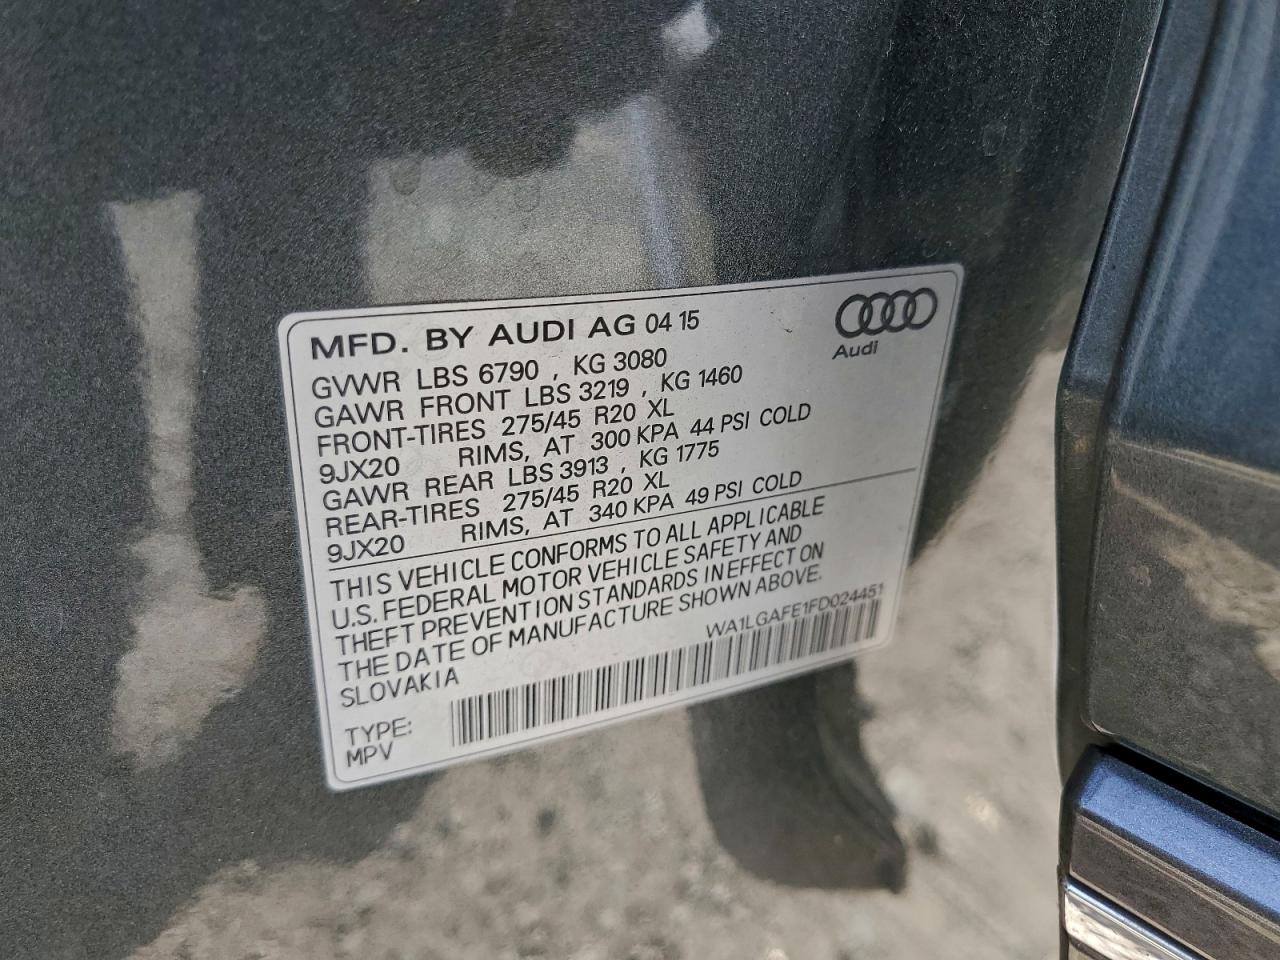 MFD. BY AUDI AG 04 15
Audi
GVWR LBS 6790 , KG 3080
GAWR FRONT LBS 3219 , KG 1460
FRONT-TIRES 275/45 R20 XL
9JX20 RIMS, AT 300 KPA 44 PSI COLD
GAWR REAR LBS 3913 , KG 1775
REAR-TIRES 275/45 R20 XL
9JX20 RIMS, AT 340 KPA 49 PSI COLD
THIS VEHICLE CONFORMS TO ALL APPLICABLE
U.S. FEDERAL MOTOR VEHICLE SAFETY AND
THEFT PREVENTION STANDARDS IN EFFECT ON
THE DATE OF MANUFACTURE SHOWN ABOVE.
SLOVAKIA
WA1LGAFE1FD024451
TYPE:
MPV